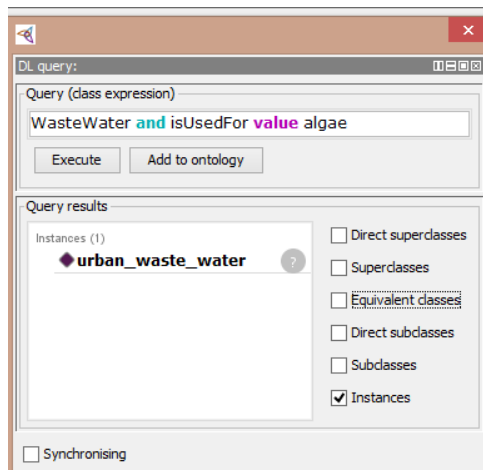 DL query:
Query (class expression)
WasteWater and isUsedFor value algae
Execute
Add to ontology
Query results
Instances (1)
urban_waste_water
?
Direct superclasses
Superclasses
Equivalent classes
Direct subclasses
Subclasses
Instances
Synchronising